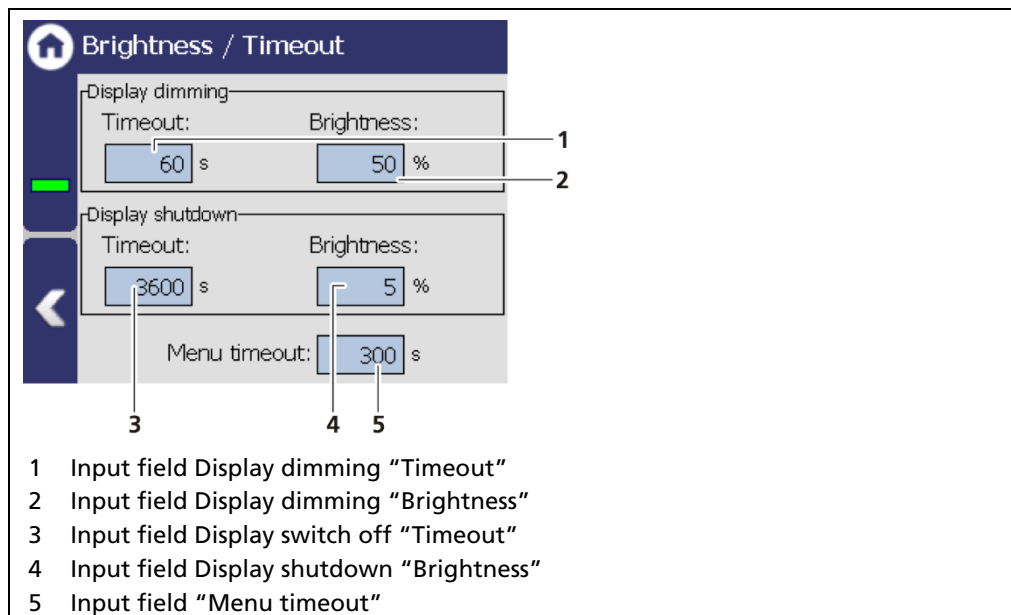 Brightness / Timeout
Display dimming
Timeout: Brightness:
60 s 50 %
1
2
Display shutdown
Timeout: Brightness:
3600 s 5 %
Menu timeout: 300 s
3 4 5
1 Input field Display dimming “Timeout”
2 Input field Display dimming “Brightness”
3 Input field Display switch off “Timeout”
4 Input field Display shutdown “Brightness”
5 Input field “Menu timeout”